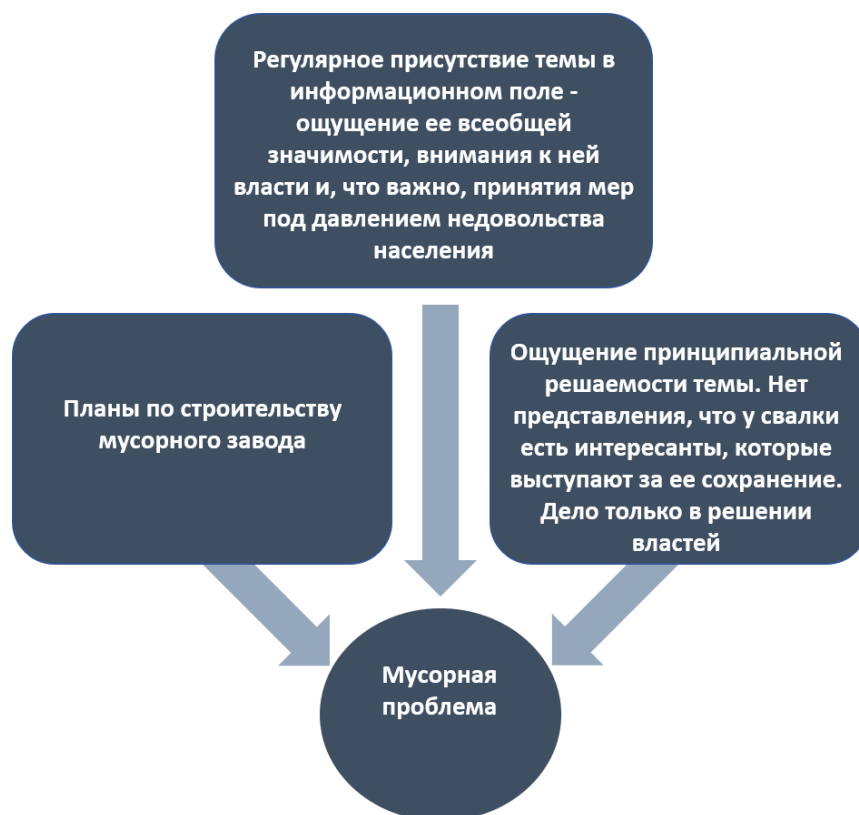 Регулярное присутствие темы в
информационном поле -
ощущение ее всеобщей
значимости, внимания к ней
власти и, что важно, принятия мер
под давлением недовольства
населения
Планы по строительству
мусорного завода
Ощущение принципиальной
решаемости темы. Нет
представления, что у свалки
есть интересанты, которые
выступают за ее сохранение.
Дело только в решении
властей
Мусорная
проблема